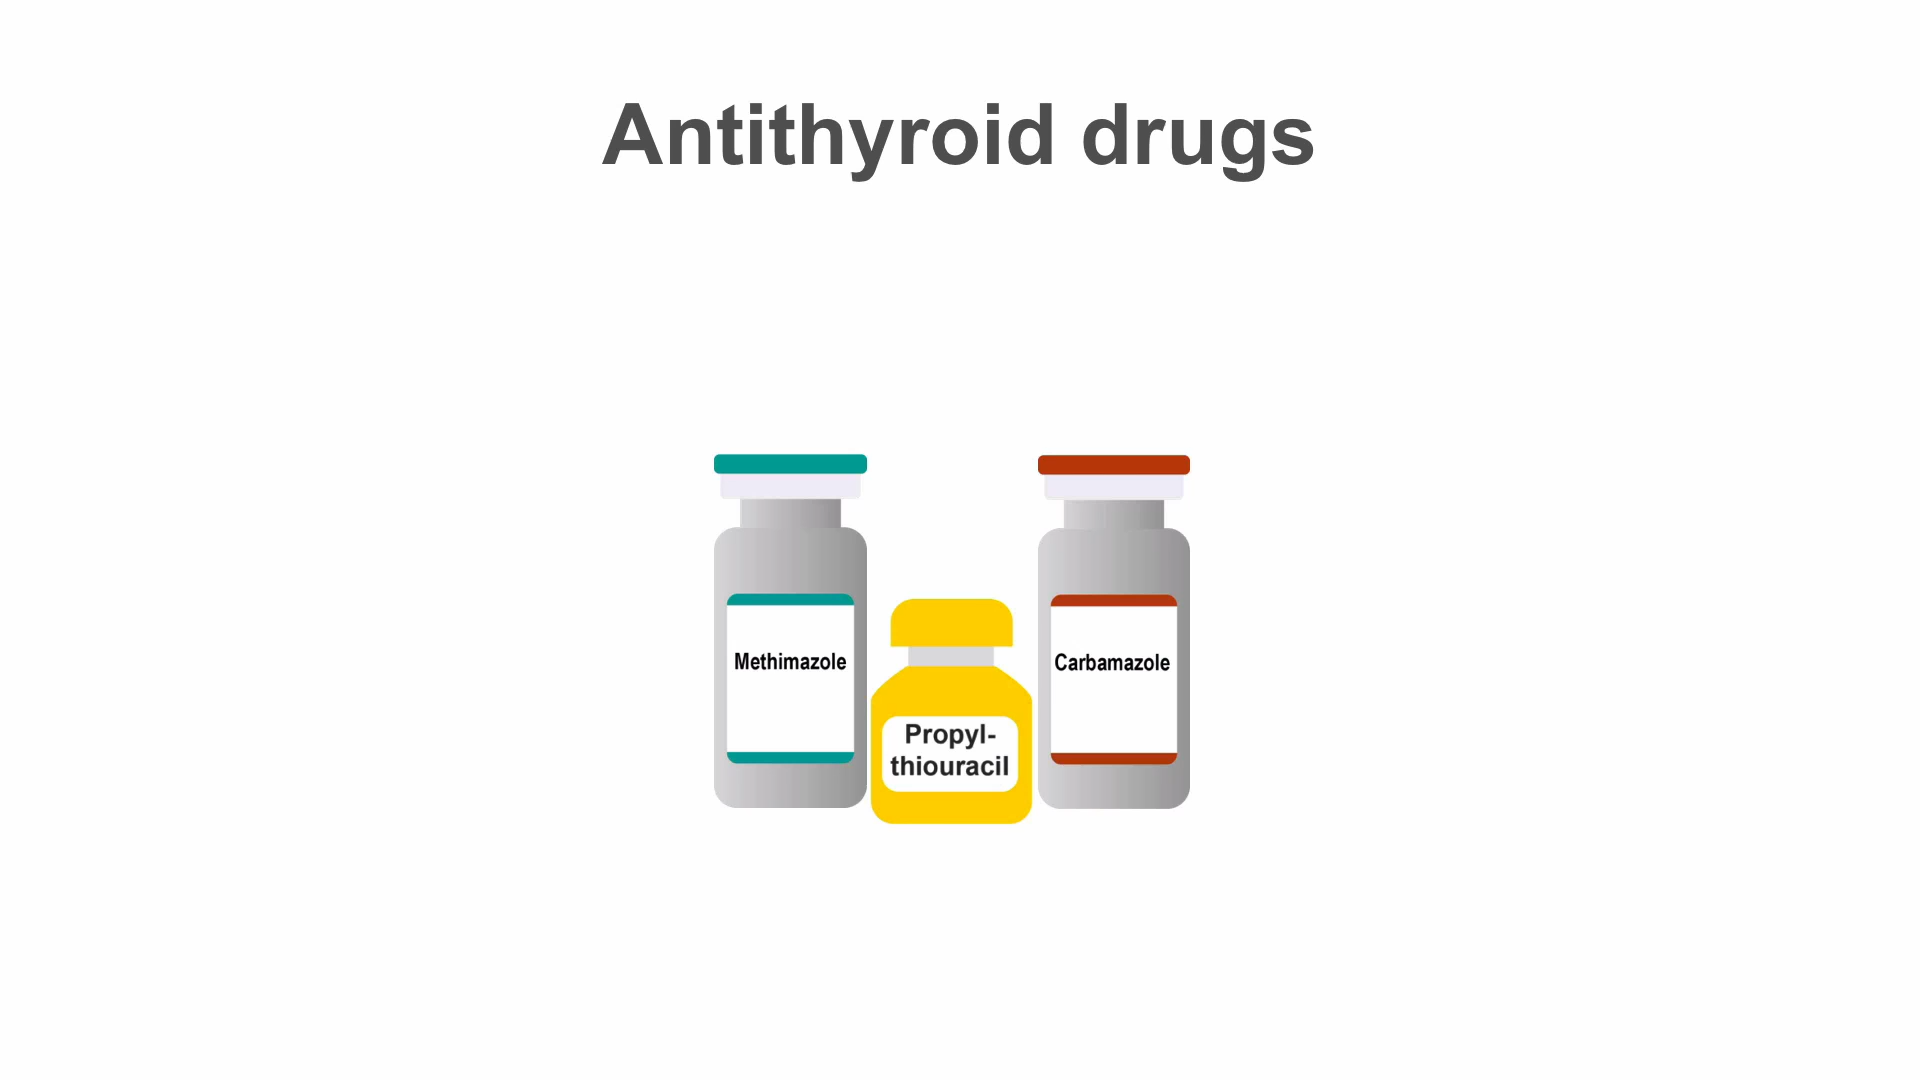 Antithyroid drugs
Methimazole
Propyl-
thiouracil
Carbamazole